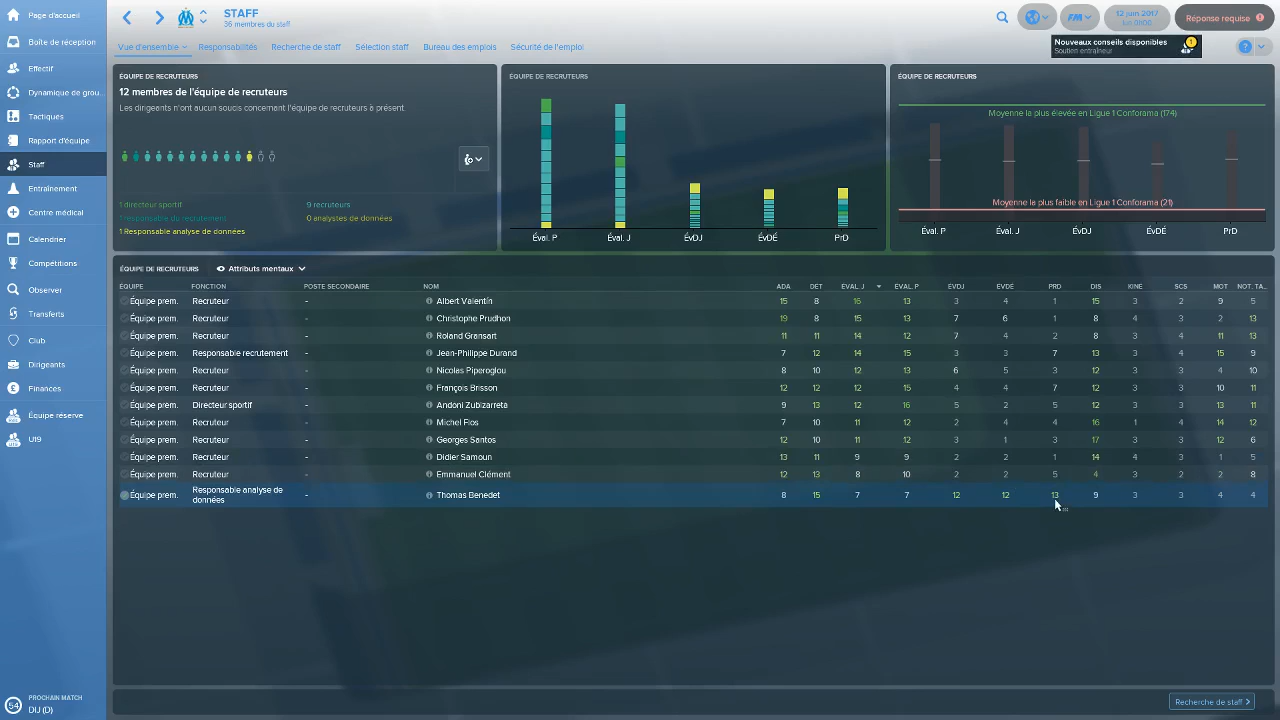 STAFF
36 membres du staff
12 juin 2017
lun 0h00
Réponse requise
Vue d'ensemble
Responsabilités
Recherche de staff
Sélection staff
Bureau des emplois
Sécurité de l'emploi
Nouveaux conseils disponibles
Soutien entraîneur
1
?
Page d'accueil
Boîte de réception
Effectif
Dynamique de grou...
Tactiques
Rapport d'équipe
Staff
Entraînement
Centre médical
Calendrier
Compétitions
Observer
Transferts
Club
Dirigeants
Finances
Équipe réserve
U19
PROCHAIN MATCH
54
DIJ (D)
ÉQUIPE DE RECRUTEURS
12 membres de l'équipe de recruteurs
Les dirigeants n'ont aucun soucis concernant l'équipe de recruteurs à présent.
1 directeur sportif
9 recruteurs
1 responsable du recrutement
0 analystes de données
1 Responsable analyse de données
ÉQUIPE DE RECRUTEURS
Éval. P Éval. J ÉvDJ ÉvDÉ PrD
ÉQUIPE DE RECRUTEURS
Moyenne la plus élevée en Ligue 1 Conforama (174)
Moyenne la plus faible en Ligue 1 Conforama (21)
Éval. P Éval. J ÉvDJ ÉvDÉ PrD
ÉQUIPE DE RECRUTEURS Attributs mentaux
ÉQUIPE FONCTION POSTE SECONDAIRE NOM ADA DET ÉVAL. J ÉVAL. P ÉVDJ ÉVDÉ PRD DIS KINÉ SCS MOT NOT. TA...
Équipe prem. Recruteur - Albert Valentín 15 8 16 13 3 4 1 15 3 2 9 5
Équipe prem. Recruteur - Christophe Prudhon 19 8 15 13 7 6 1 8 4 3 2 13
Équipe prem. Recruteur - Roland Gransart 11 11 14 12 7 4 2 8 3 4 11 13
Équipe prem. Responsable recrutement - Jean-Philippe Durand 7 12 14 15 3 3 7 13 3 4 15 9
Équipe prem. Recruteur - Nicolas Piperoglou 8 10 12 13 6 5 3 12 3 3 4 10
Équipe prem. Recruteur - François Brisson 12 12 12 15 4 4 7 12 3 3 10 11
Équipe prem. Directeur sportif - Andoni Zubizarreta 9 13 12 16 5 2 5 12 3 3 13 11
Équipe prem. Recruteur - Michel Flos 7 10 11 12 2 4 4 16 1 4 14 12
Équipe prem. Recruteur - Georges Santos 12 10 11 12 3 1 3 17 3 3 12 6
Équipe prem. Recruteur - Didier Samoun 13 11 9 9 2 2 1 14 4 3 1 5
Équipe prem. Recruteur - Emmanuel Clément 12 13 8 10 2 2 5 4 3 2 2 8
Équipe prem. Responsable analyse de données - Thomas Benedet 8 15 7 7 12 12 13 9 3 3 4 4
Recherche de staff